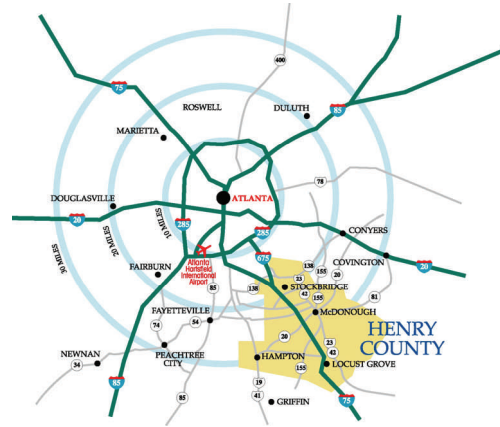 400
75
ROSWELL
DULUTH
85
MARIETTA
78
DOUGLASVILLE
ATLANTA
10 MILES
20 MILES
30 MILES
20
285
285
CONYERS
675
COVINGTON
Atlanta
Hartsfield
International
Airport
FAIRBURN
85
138
138
155
20
20
23
42
STOCKBRIDGE
81
155
FAYETTEVILLE
McDONOUGH
74
54
HENRY
COUNTY
20
23
42
NEWNAN
34
PEACHTREE
CITY
HAMPTON
155
LOCUST GROVE
85
19
41
85
GRIFFIN
75